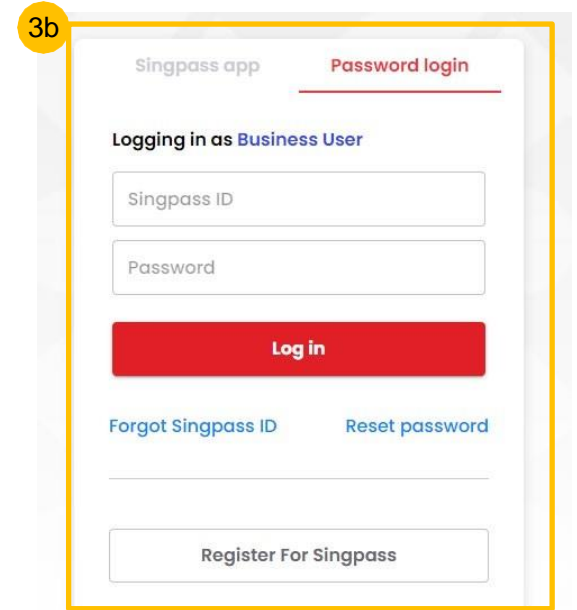 3b
Singpass app Password login
Logging in as Business User
Singpass ID
Password
Log in
Forgot Singpass ID Reset password
Register For Singpass